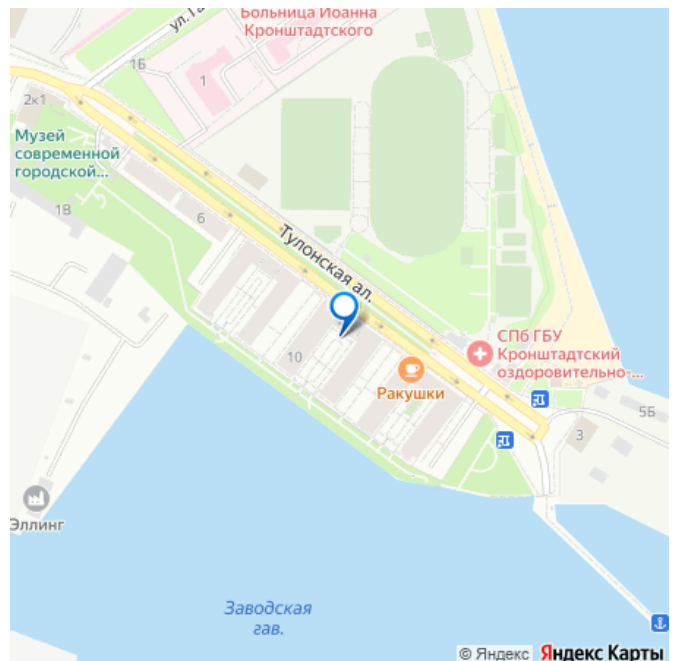 Больница Иоанна
Кронштадтского
1Б
1
2к1
Музей
современной
городской...
1В
6
Тулонская ал.
10
СПб ГБУ
Кронштадтский
оздоровительно-...
Ракушки
5Б
3
Эллинг
Заводская
гав.
© Яндекс Яндекс Карты